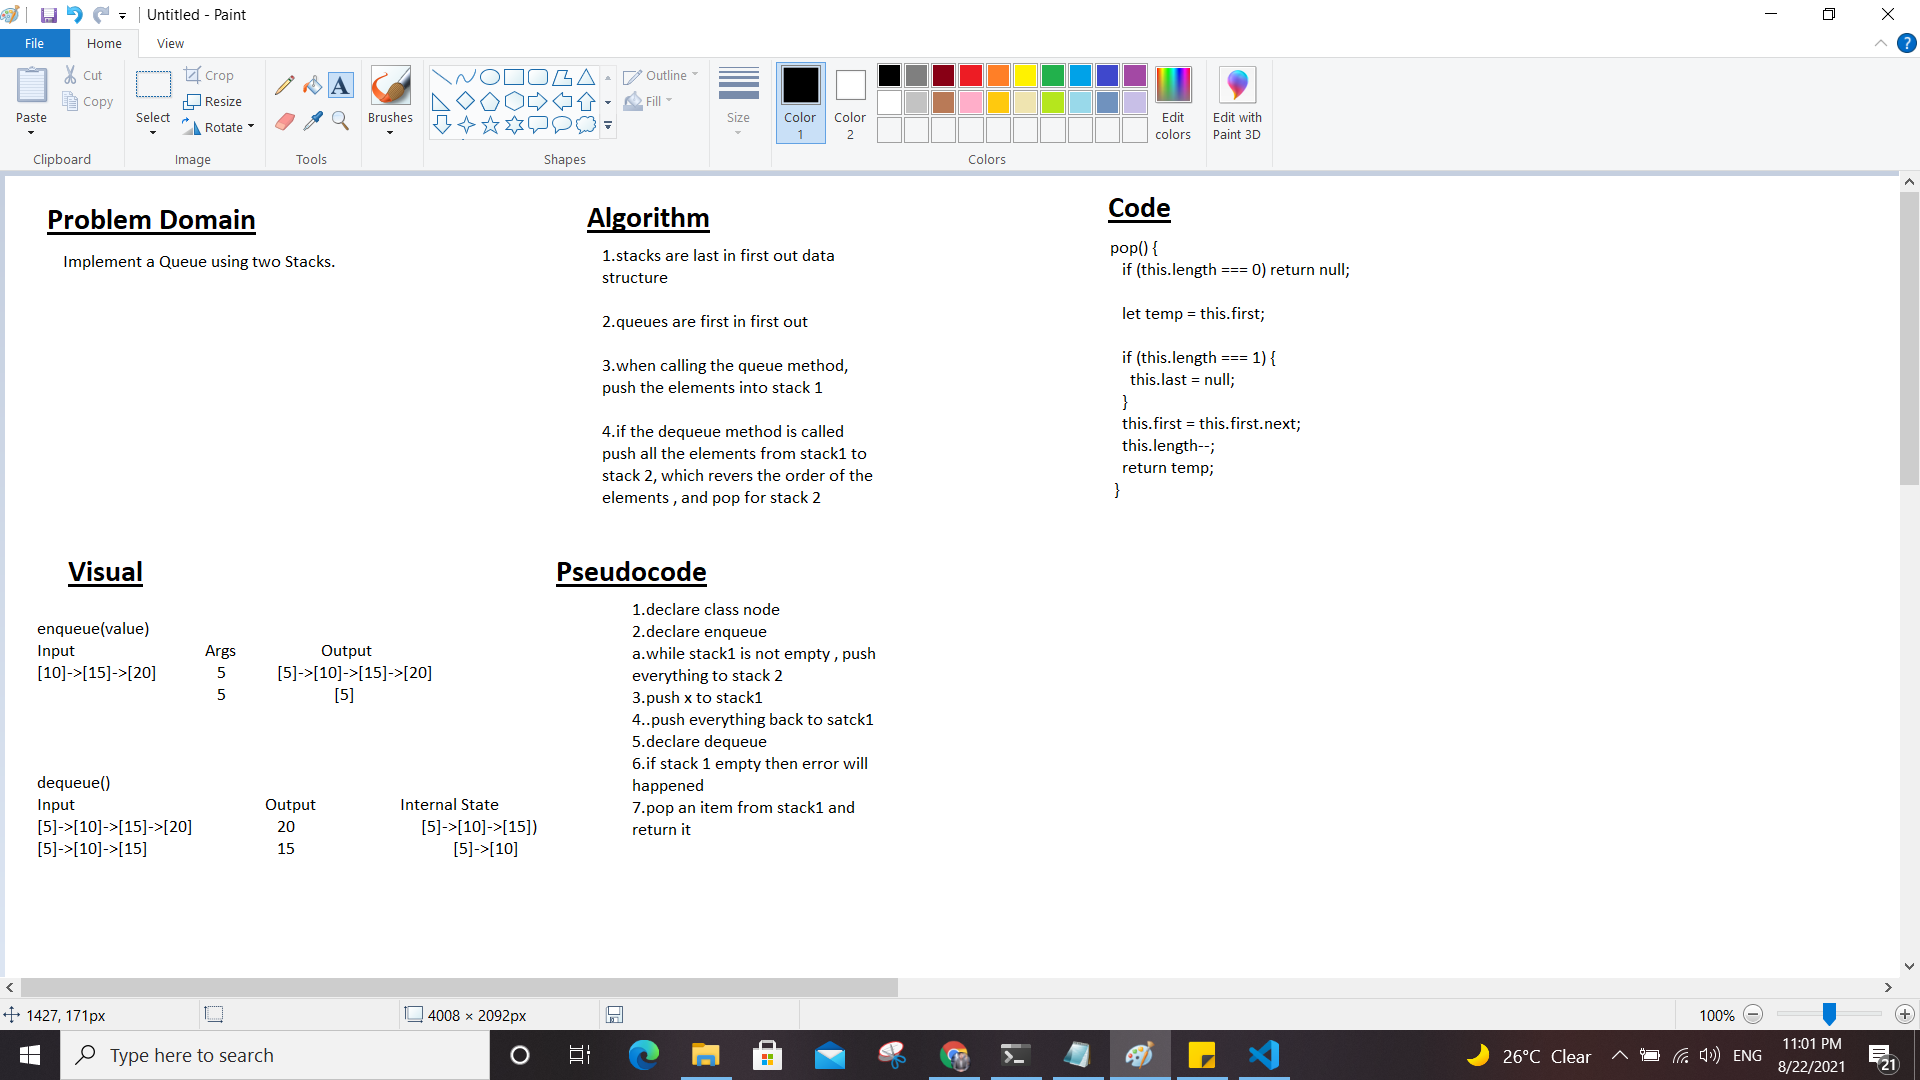 Untitled - Paint
File Home View
Paste
Cut
Copy
Clipboard
Select
Crop
Resize
Rotate
Image
A
Tools
Brushes
Outline
Fill
Shapes
Size
Color 1
Color 2
Edit colors
Colors
Edit with Paint 3D
Problem Domain
Implement a Queue using two Stacks.
Algorithm
1.stacks are last in first out data
structure
2.queues are first in first out
3.when calling the queue method,
push the elements into stack 1
4.if the dequeue method is called
push all the elements from stack1 to
stack 2, which revers the order of the
elements , and pop for stack 2
Code
pop() {
if (this.length === 0) return null;
let temp = this.first;
if (this.length === 1) {
this.last = null;
}
this.first = this.first.next;
this.length--;
return temp;
}
Visual
enqueue(value)
Input Args Output
[10]->[15]->[20] 5 [5]->[10]->[15]->[20]
5 [5]
dequeue()
Input Output Internal State
[5]->[10]->[15]->[20] 20 [5]->[10]->[15])
[5]->[10]->[15] 15 [5]->[10]
Pseudocode
1.declare class node
2.declare enqueue
a.while stack1 is not empty , push
everything to stack 2
3.push x to stack1
4..push everything back to satck1
5.declare dequeue
6.if stack 1 empty then error will
happened
7.pop an item from stack1 and
return it
1427, 171px
4008 × 2092px
100%
Type here to search
26°C Clear
ENG
11:01 PM
8/22/2021
21